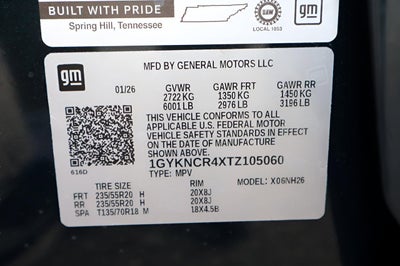 BUILT WITH PRIDE
Spring Hill, Tennessee
UAW
LOCAL 1853
gm
gm
MFD BY GENERAL MOTORS LLC
01/26 GVWR GAWR FRT GAWR RR
2722 KG 1350 KG 1450 KG
6001 LB 2976 LB 3196 LB
THIS VEHICLE CONFORMS TO ALL
APPLICABLE U.S. FEDERAL MOTOR
VEHICLE SAFETY STANDARDS IN EFFECT
ON THE DATE OF MANUFACTURE
SHOWN ABOVE.
616D
1GYKNCR4XTZ105060
TYPE: MPV MODEL: X06NH26
TIRE SIZE RIM
FRT 235/55R20 H 20X8J
RR 235/55R20 H 20X8J
SPA T135/70R18 M 18X4.5B